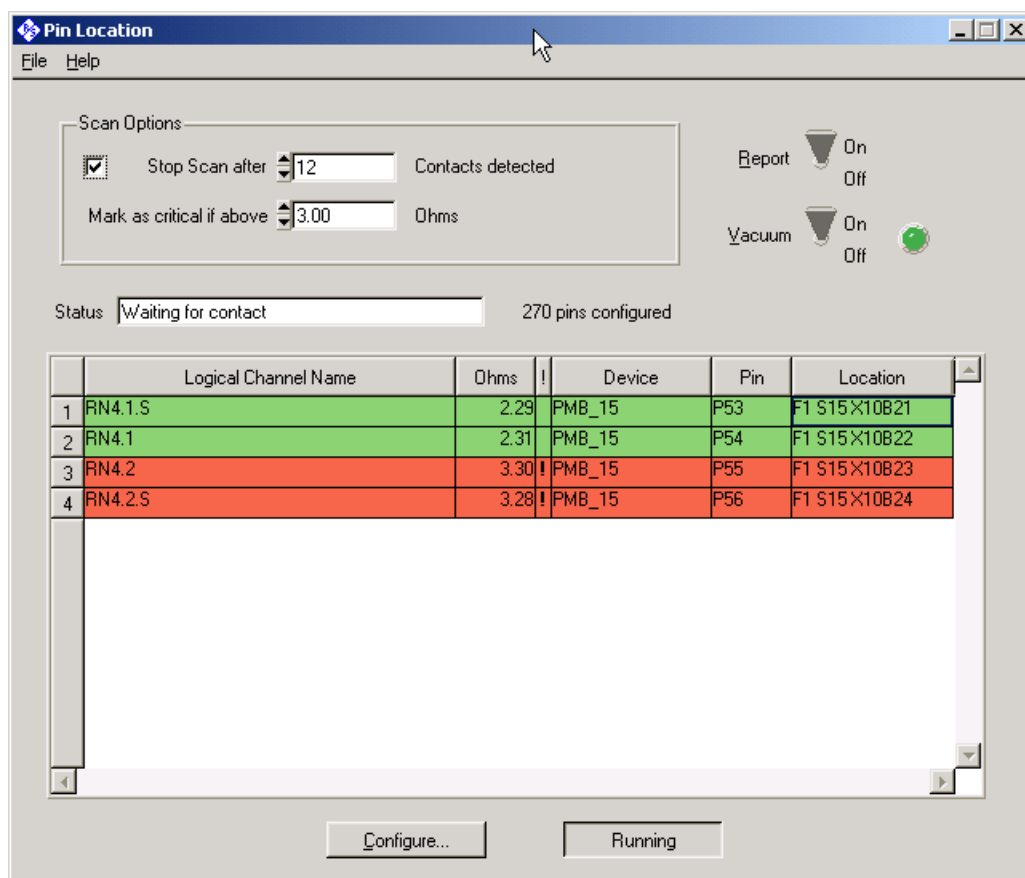 Pin Location
File Help
Scan Options
Stop Scan after 12 Contacts detected
Mark as critical if above 3.00 Ohms
Report On
Off
Vacuum On
Off
Status Waiting for contact 270 pins configured
Logical Channel Name Ohms ! Device Pin Location
1 RN4.1.S 2.29 PMB_15 P53 F1 S15 X10B21
2 RN4.1 2.31 PMB_15 P54 F1 S15 X10B22
3 RN4.2 3.30 ! PMB_15 P55 F1 S15 X10B23
4 RN4.2.S 3.28 ! PMB_15 P56 F1 S15 X10B24
Configure... Running